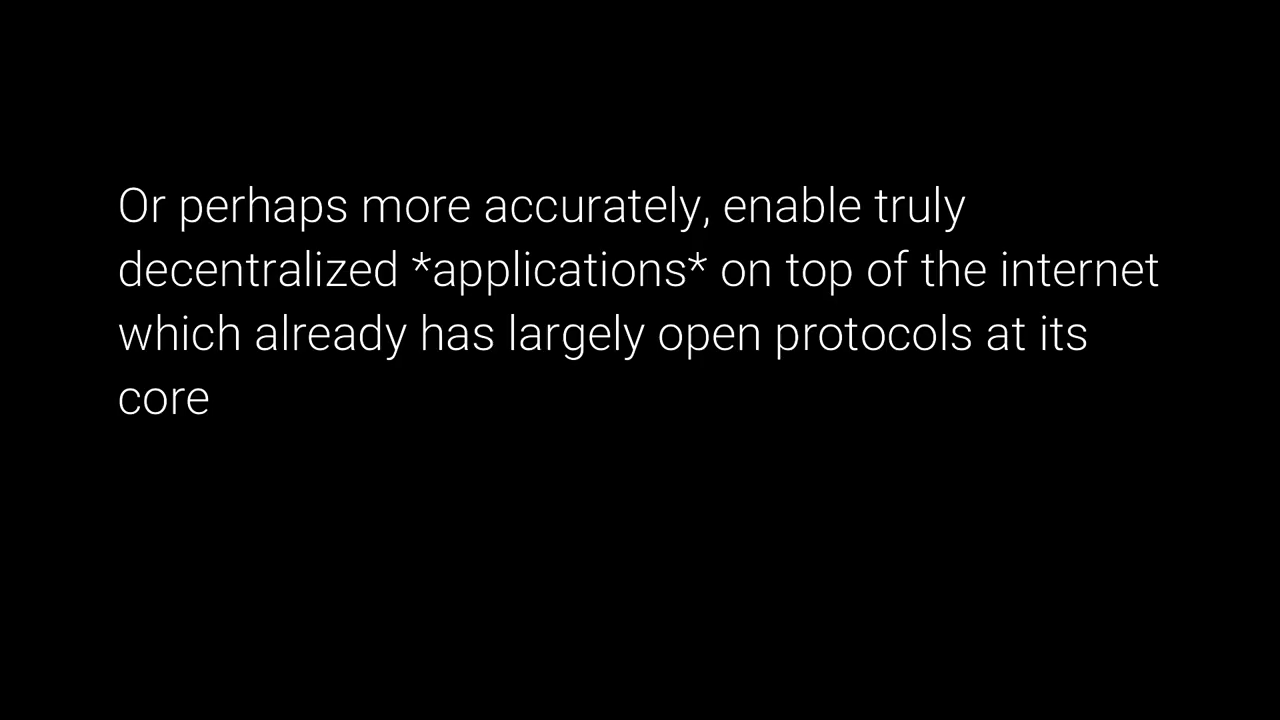 Or perhaps more accurately, enable truly
decentralized *applications* on top of the internet
which already has largely open protocols at its
core